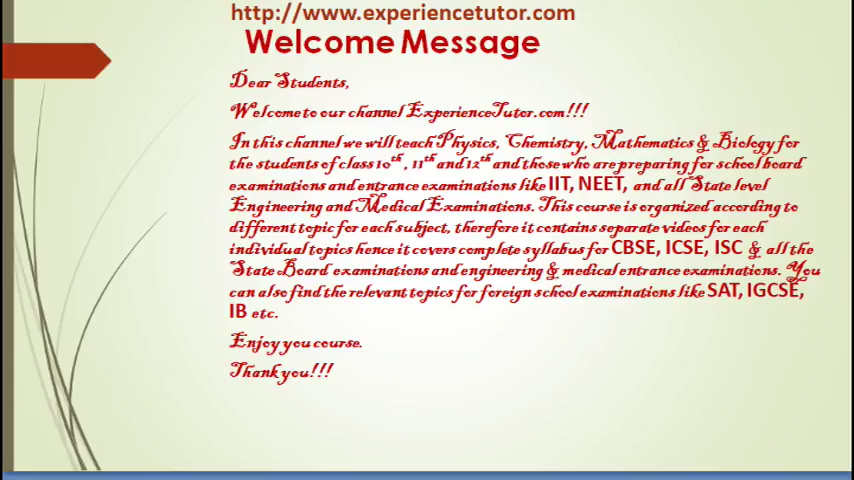 http://www.experiencetutor.com
Welcome Message
Dear Students,
Welcome to our channel ExperienceTutor.com!!!
In this channel we will teach Physics, Chemistry, Mathematics & Biology for
the students of class 10th , 11th and 12th and those who are preparing for school board
examinations and entrance examinations like IIT, NEET, and all State level
Engineering and Medical Examinations. This course is organized according to
different topic for each subject, therefore it contains separate videos for each
individual topics hence it covers complete syllabus for CBSE, ICSE, ISC & all the
State Board examinations and engineering & medical entrance examinations. You
can also find the relevant topics for foreign school examinations like SAT, IGCSE,
IB etc.
Enjoy you course.
Thank you!!!